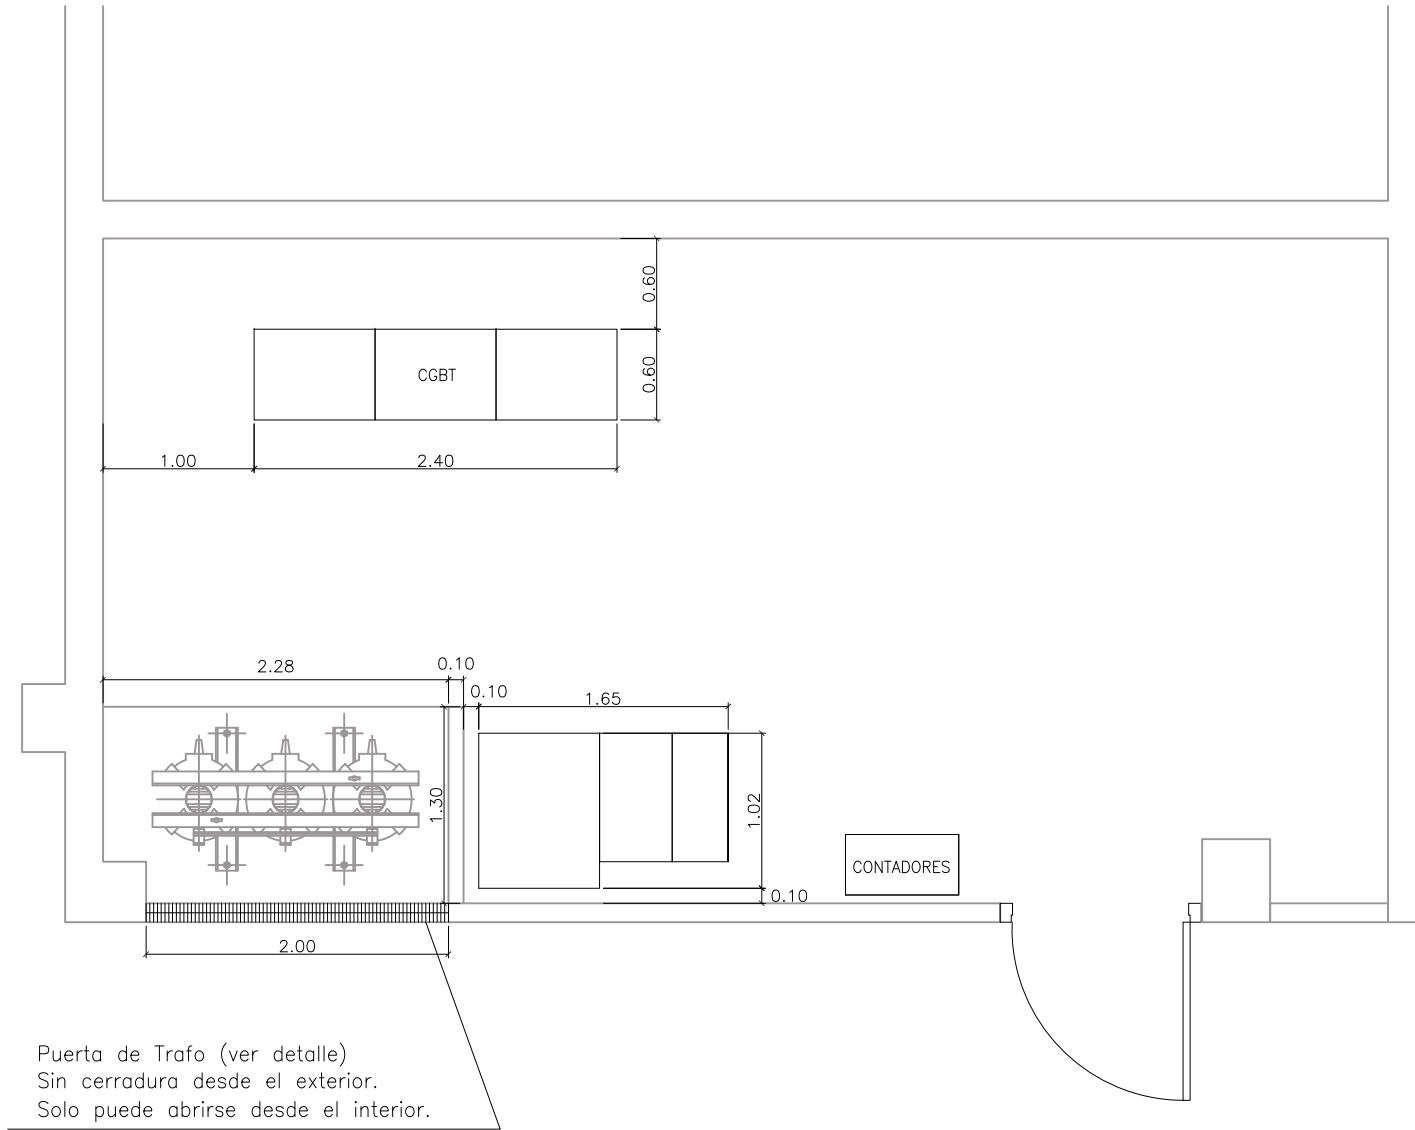 0.60
0.60
CGBT
1.00
2.40
2.28
0.10
0.10
1.65
1.30
1.02
CONTADORES
0.10
2.00
Puerta de Trafo (ver detalle)
Sin cerradura desde el exterior.
Solo puede abrirse desde el interior.